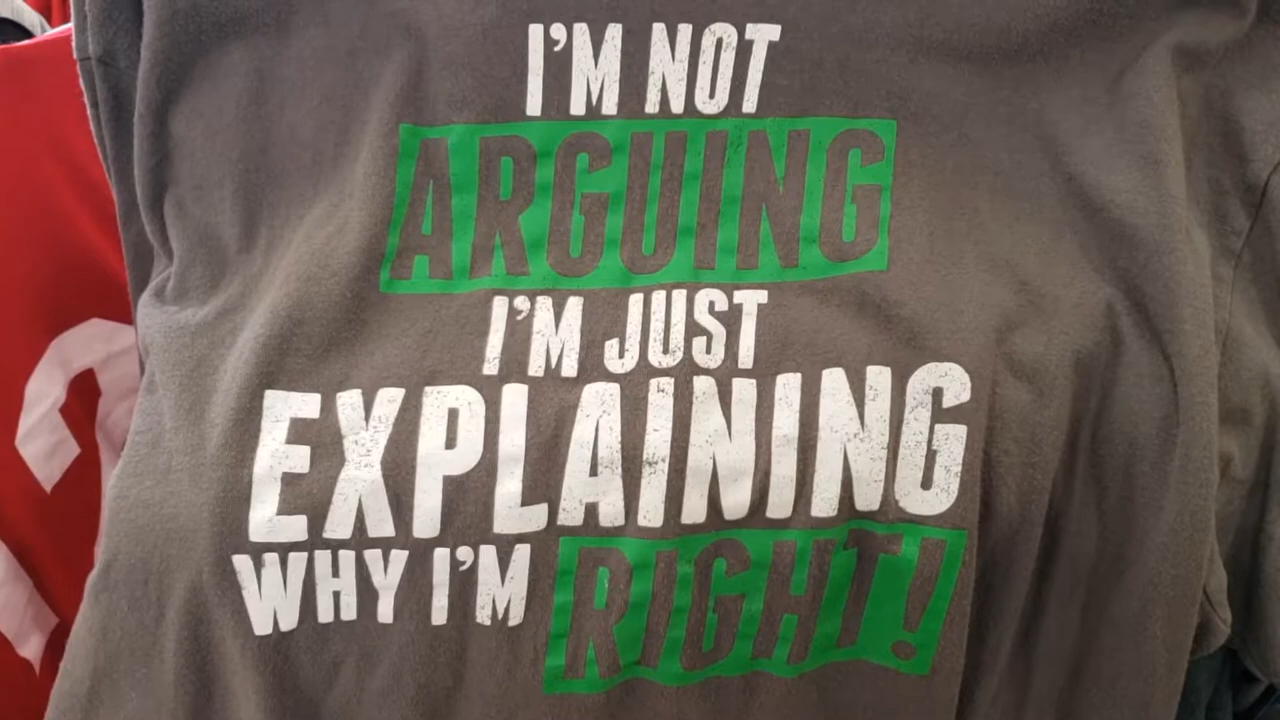 I'M NOT
ARGUING
I'M JUST
EXPLAINING
WHY I'M RIGHT!